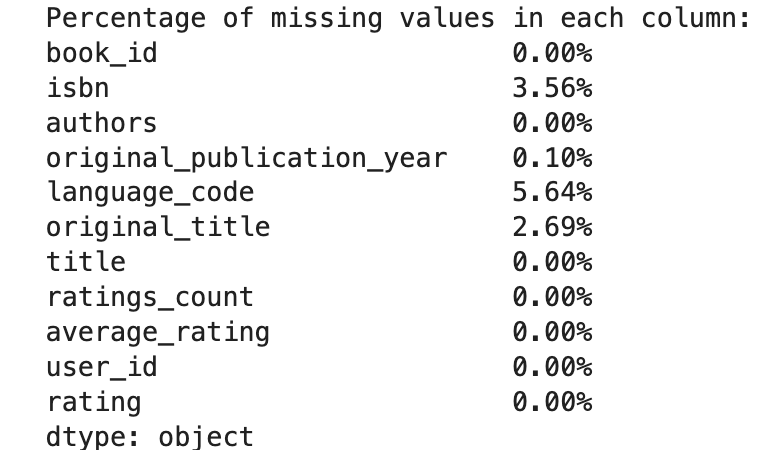 Percentage of missing values in each column:
book_id 0.00%
isbn 3.56%
authors 0.00%
original_publication_year 0.10%
language_code 5.64%
original_title 2.69%
title 0.00%
ratings_count 0.00%
average_rating 0.00%
user_id 0.00%
rating 0.00%
dtype: object